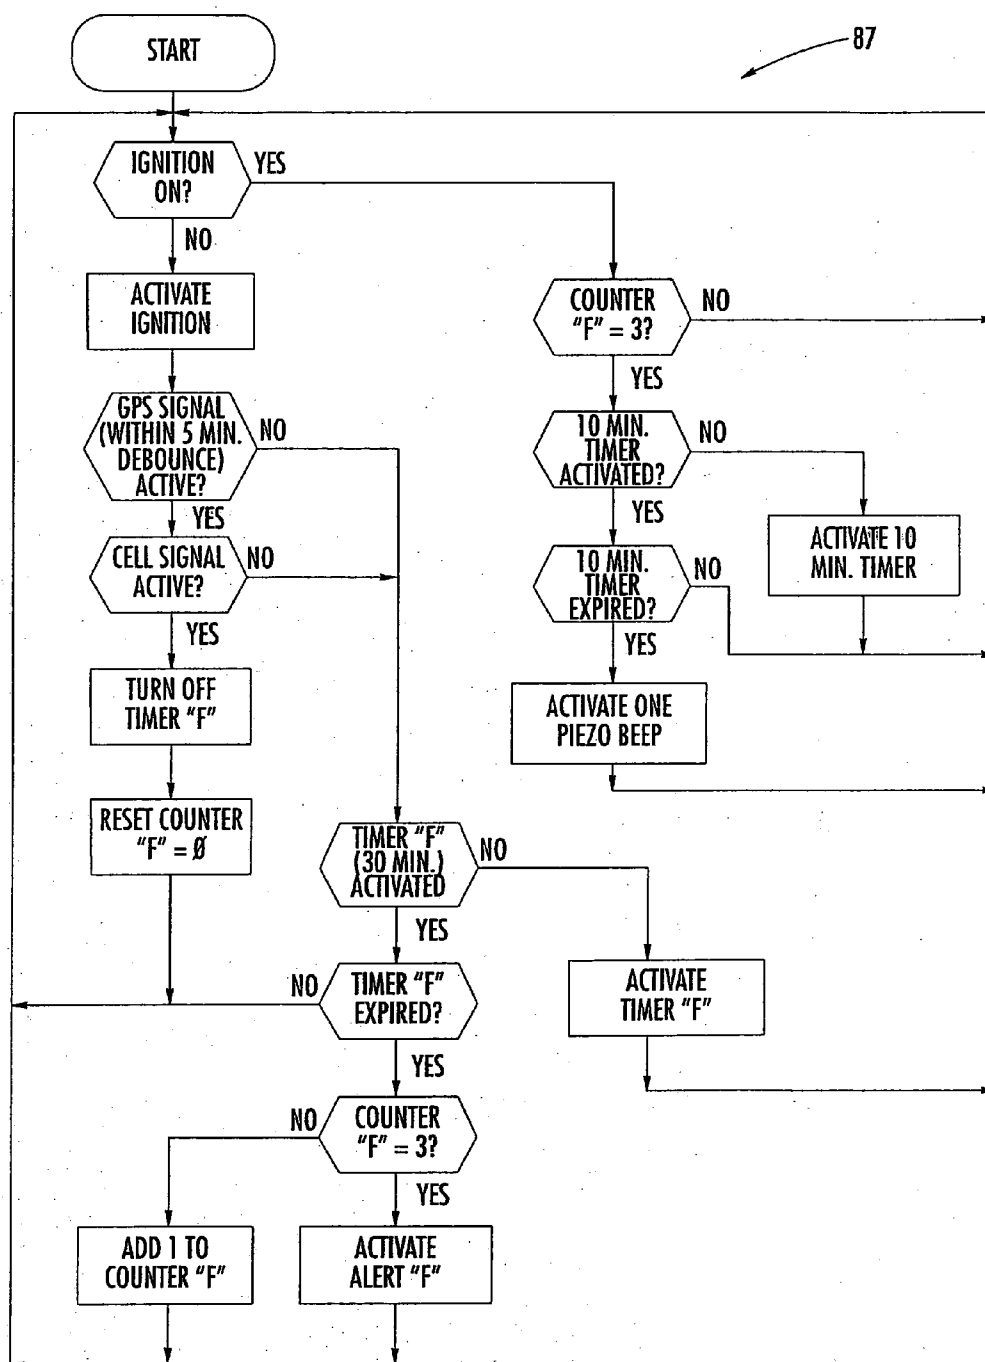 START
87
IGNITION
ON?
YES
NO
ACTIVATE
IGNITION
COUNTER
"F" = 3?
NO
YES
GPS SIGNAL
(WITHIN 5 MIN.
DEBOUNCE)
ACTIVE?
NO
YES
10 MIN.
TIMER
ACTIVATED?
NO
YES
ACTIVATE 10
MIN. TIMER
CELL SIGNAL
ACTIVE?
NO
YES
10 MIN.
TIMER
EXPIRED?
NO
YES
TURN OFF
TIMER "F"
ACTIVATE ONE
PIEZO BEEP
RESET COUNTER
"F" = Ø
TIMER "F"
(30 MIN.)
ACTIVATED
NO
YES
ACTIVATE
TIMER "F"
TIMER "F"
EXPIRED?
NO
YES
COUNTER
"F" = 3?
NO
YES
ADD 1 TO
COUNTER "F"
ACTIVATE
ALERT "F"